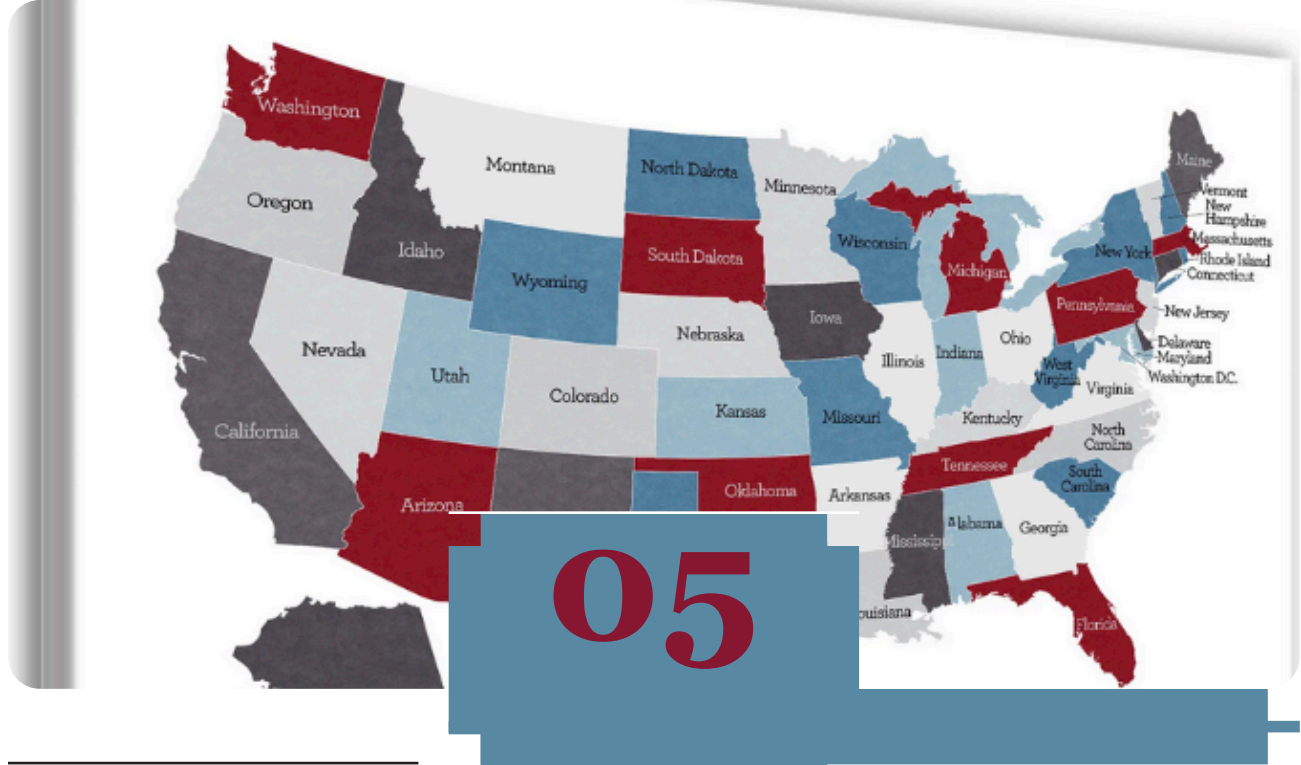 Washington
Montana
North Dakota
Minnesota
Maine
Vermont
New
Hampshire
Oregon
Idaho
South Dakota
Wisconsin
Michigan
New York
Massachusetts
Rhode Island
Connecticut
Wyoming
Iowa
Pennsylvania
New Jersey
Nebraska
Nevada
Utah
Colorado
Illinois
Indiana
Ohio
West
Virginia
Virginia
Delaware
Maryland
Washington D.C.
Kansas
Missouri
Kentucky
North
Carolina
California
Arizona
Oklahoma
Arkansas
Tennessee
South
Carolina
Mississip
Alabama
Georgia
ouisiana
Florida
05